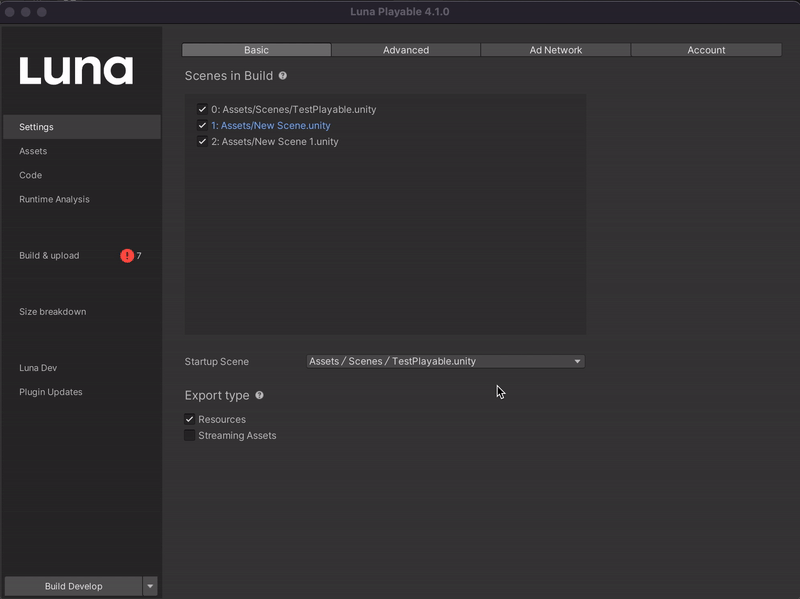 Luna Playable 4.1.0
Luna
Basic
Advanced
Ad Network
Account
Scenes in Build ?
0: Assets/Scenes/TestPlayable.unity
1: Assets/New Scene.unity
2: Assets/New Scene 1.unity
Settings
Assets
Code
Runtime Analysis
Build & upload ! 7
Size breakdown
Luna Dev
Plugin Updates
Startup Scene
Assets / Scenes / TestPlayable.unity
Export type ?
Resources
Streaming Assets
Build Develop